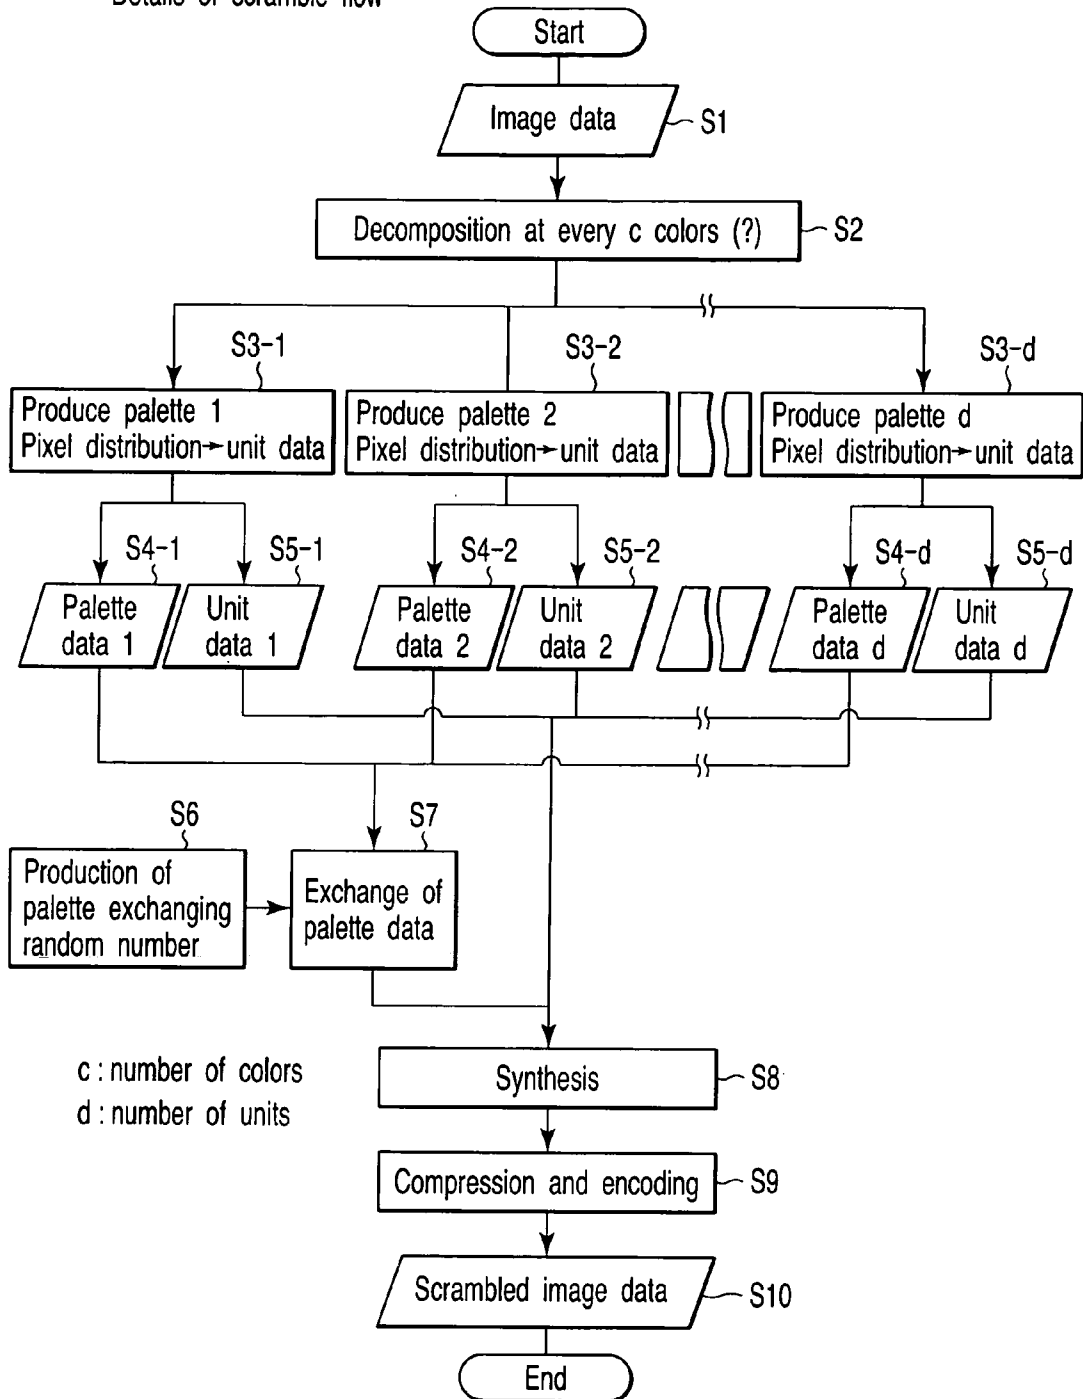 Details of scramble flow
Start
Image data
S1
Decomposition at every c colors (?)
S2
S3-1
S3-2
S3-d
Produce palette 1
Pixel distribution→unit data
Produce palette 2
Pixel distribution→unit data
Produce palette d
Pixel distribution→unit data
S4-1
S5-1
S4-2
S5-2
S4-d
S5-d
Palette
data 1
Unit
data 1
Palette
data 2
Unit
data 2
Palette
data d
Unit
data d
S6
S7
Production of
palette exchanging
random number
Exchange of
palette data
c : number of colors
d : number of units
Synthesis
S8
Compression and encoding
S9
Scrambled image data
S10
End